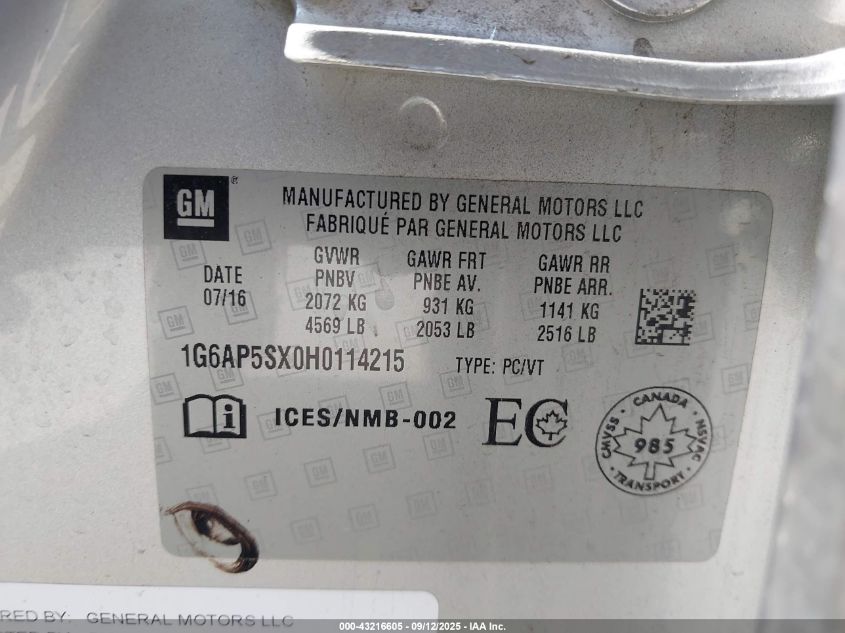 GM ®
MANUFACTURED BY GENERAL MOTORS LLC
FABRIQUÉ PAR GENERAL MOTORS LLC
DATE
07/16
GVWR
PNBV
2072 KG
4569 LB
GAWR FRT
PNBE AV.
931 KG
2053 LB
GAWR RR
PNBE ARR.
1141 KG
2516 LB
1G6AP5SX0H0114215 TYPE: PC/VT
i ICES/NMB-002 EC
CANADA
CMVSS NSVAC
985
TRANSPORT
RED BY: GENERAL MOTORS LLC
000-43216605 - 09/12/2025 - IAA Inc.